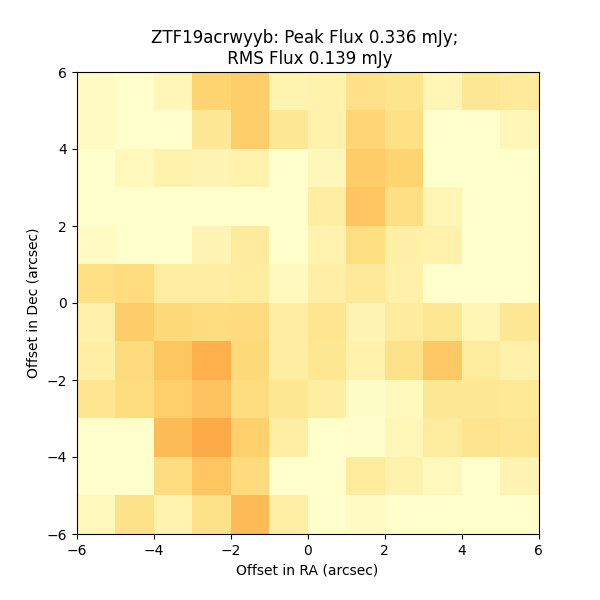 ZTF19acrwyyb: Peak Flux 0.336 mJy;
RMS Flux 0.139 mJy
6
4
2
0
−2
−4
−6
Offset in Dec (arcsec)
−6 −4 −2 0 2 4 6
Offset in RA (arcsec)